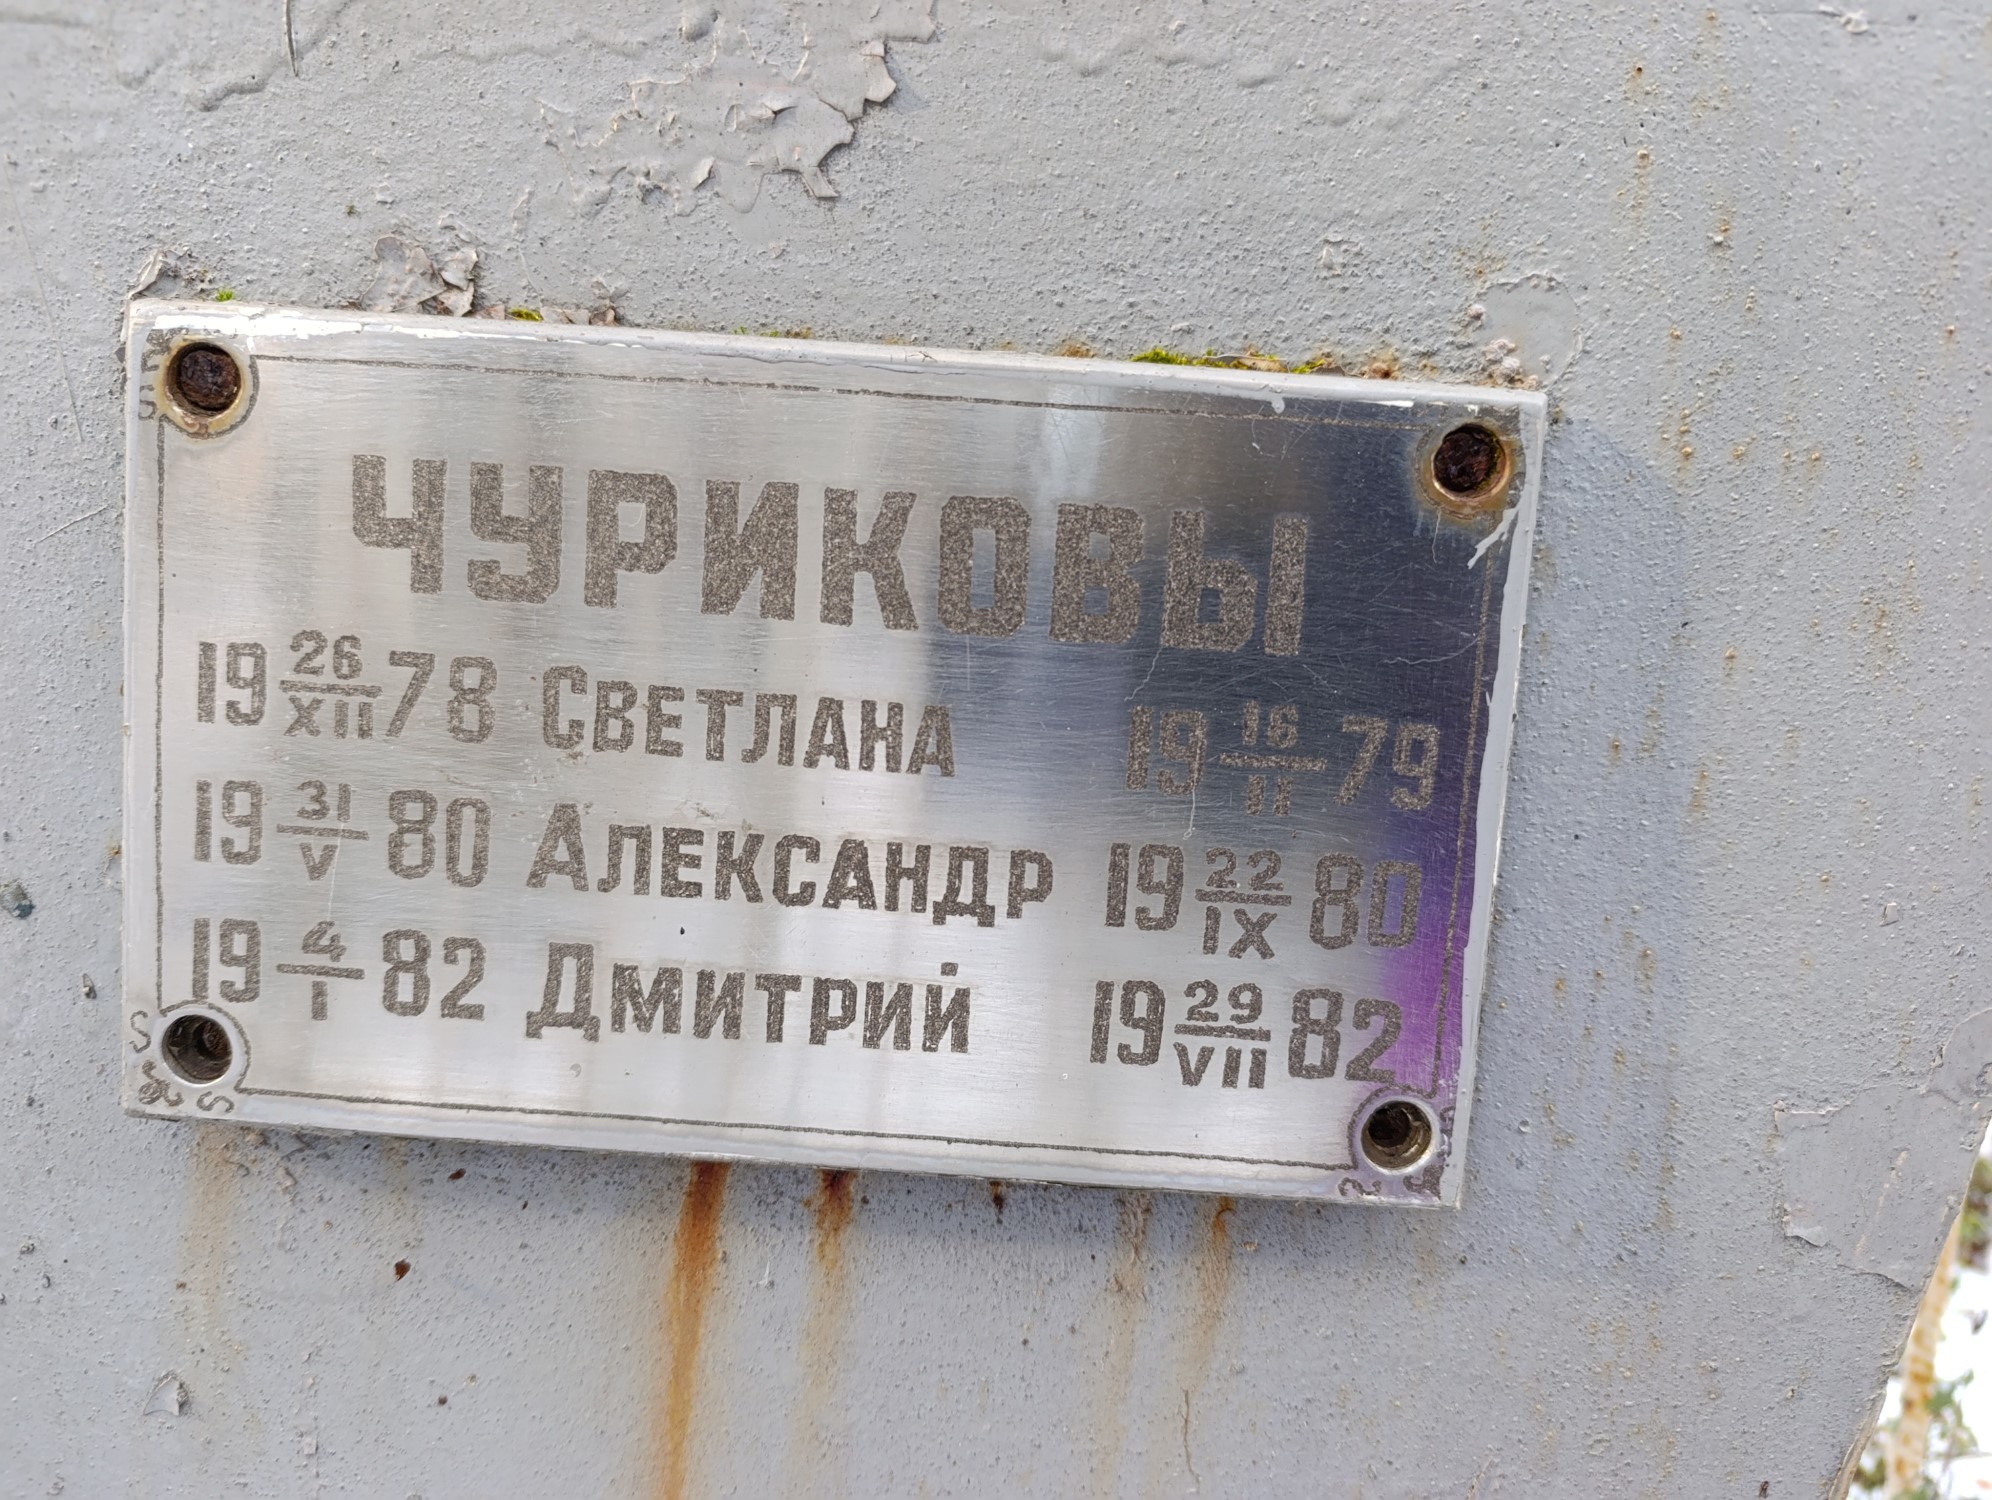 ЧУРИКОВЫ
19 26/XII 78 СВЕТЛАНА 19 16/II 79
19 31/V 80 АЛЕКСАНДР 19 22/IX 80
19 4/I 82 ДМИТРИЙ 19 29/VII 82